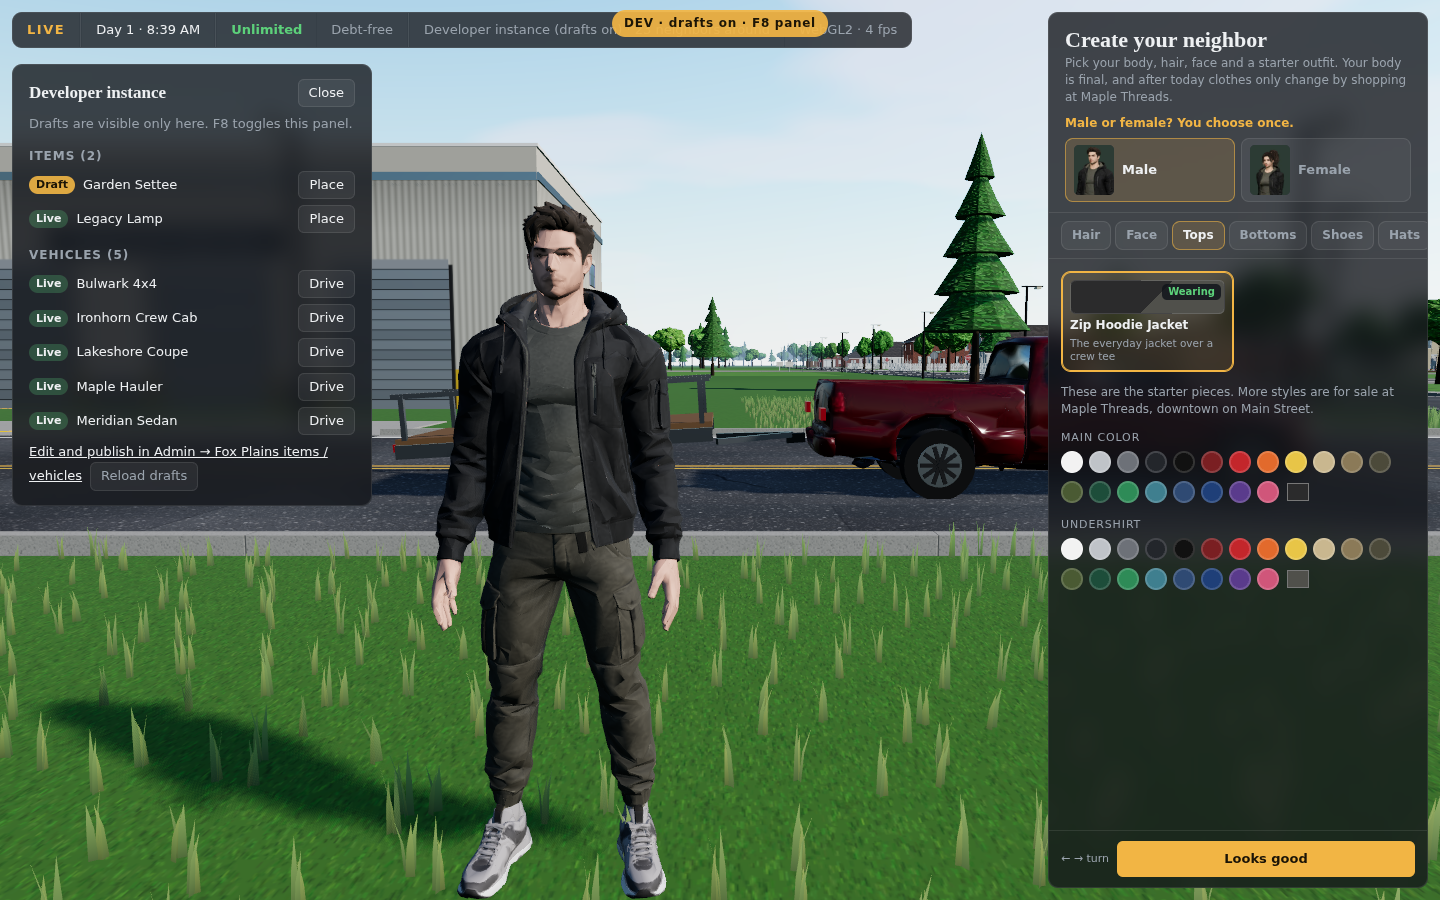 LIVE
Day 1 · 8:39 AM
Unlimited
Debt-free
Developer instance (drafts
DEV · drafts on · F8 panel
GL2 · 4 fps
Developer instance
Close
Drafts are visible only here. F8 toggles this panel.
ITEMS (2)
Draft Garden Settee Place
Live Legacy Lamp Place
VEHICLES (5)
Live Bulwark 4x4 Drive
Live Ironhorn Crew Cab Drive
Live Lakeshore Coupe Drive
Live Maple Hauler Drive
Live Meridian Sedan Drive
Edit and publish in Admin → Fox Plains items /
vehicles Reload drafts
Create your neighbor
Pick your body, hair, face and a starter outfit. Your body
is final, and after today clothes only change by shopping
at Maple Threads.
Male or female? You choose once.
Male Female
Hair Face Tops Bottoms Shoes Hats
Wearing
Zip Hoodie Jacket
The everyday jacket over a
crew tee
These are the starter pieces. More styles are for sale at
Maple Threads, downtown on Main Street.
MAIN COLOR
UNDERSHIRT
← → turn
Looks good